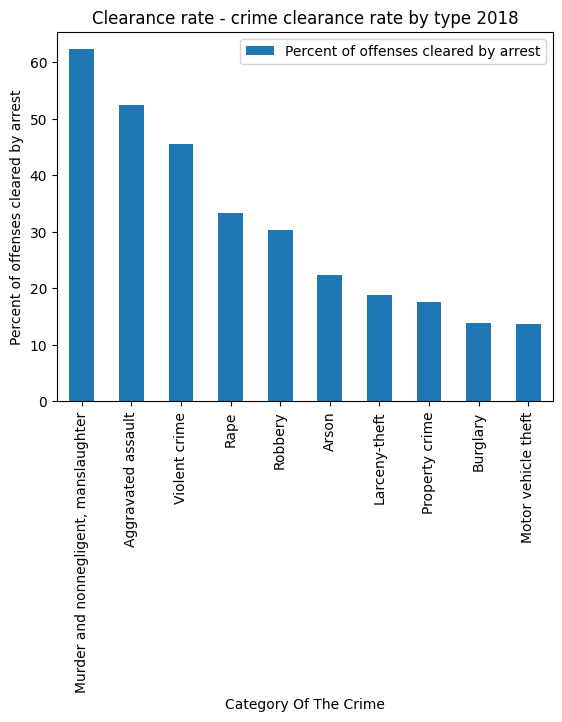 Clearance rate - crime clearance rate by type 2018
Percent of offenses cleared by arrest
Percent of offenses cleared by arrest
60
50
40
30
20
10
0
Murder and nonnegligent, manslaughter
Aggravated assault
Violent crime
Rape
Robbery
Arson
Larceny-theft
Property crime
Burglary
Motor vehicle theft
Category Of The Crime